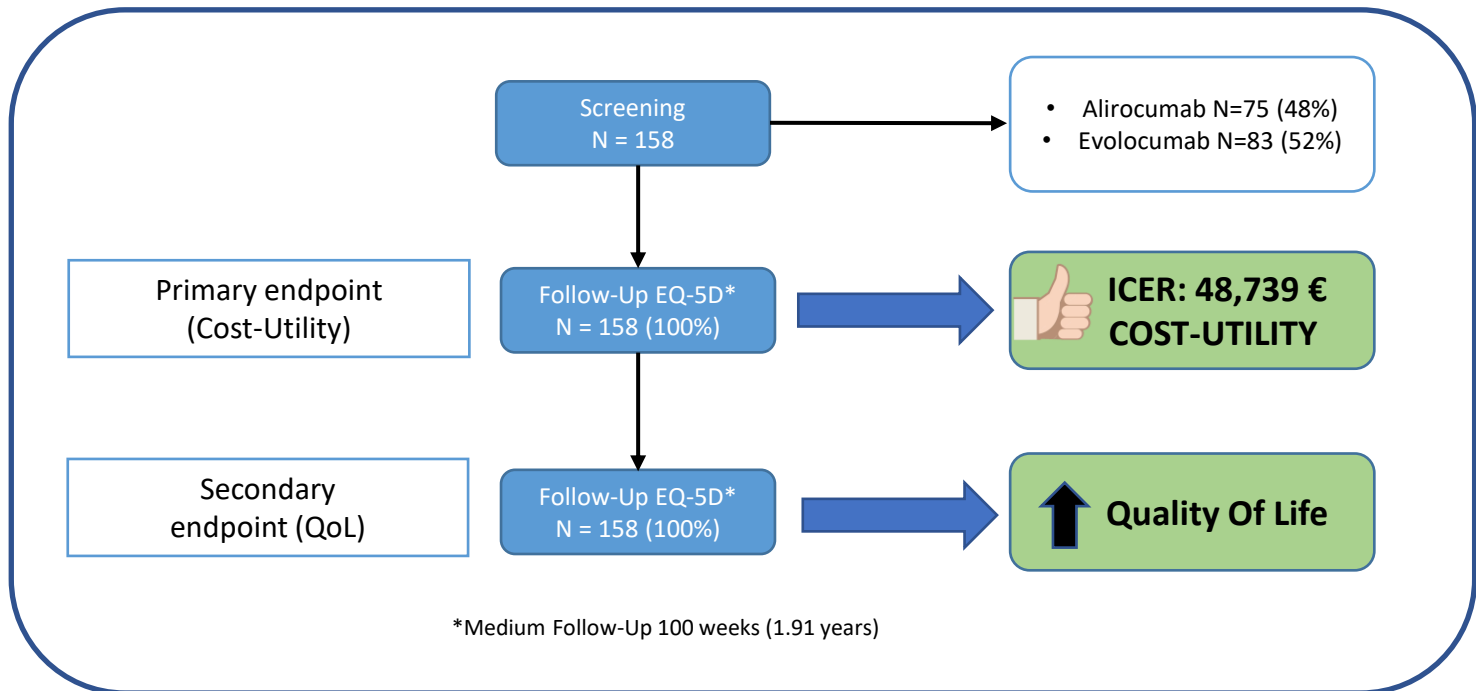 Screening
N = 158
• Alirocumab N=75 (48%)
• Evolocumab N=83 (52%)
Primary endpoint
(Cost-Utility)
Follow-Up EQ-5D*
N = 158 (100%)
ICER: 48,739 €
COST-UTILITY
Secondary
endpoint (QoL)
Follow-Up EQ-5D*
N = 158 (100%)
Quality Of Life
*Medium Follow-Up 100 weeks (1.91 years)